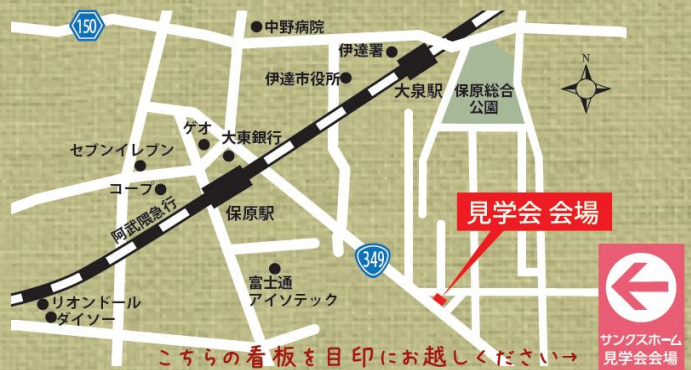 150
中野病院
伊達署
伊達市役所
大泉駅
保原総合
公園
N
ゲオ
大東銀行
セブンイレブン
コープ
阿武隈急行
保原駅
見学会 会場
349
富士通
アイソテック
リオンドール
ダイソー
サンクスホーム
見学会会場
こちらの看板を目印にお越しください→